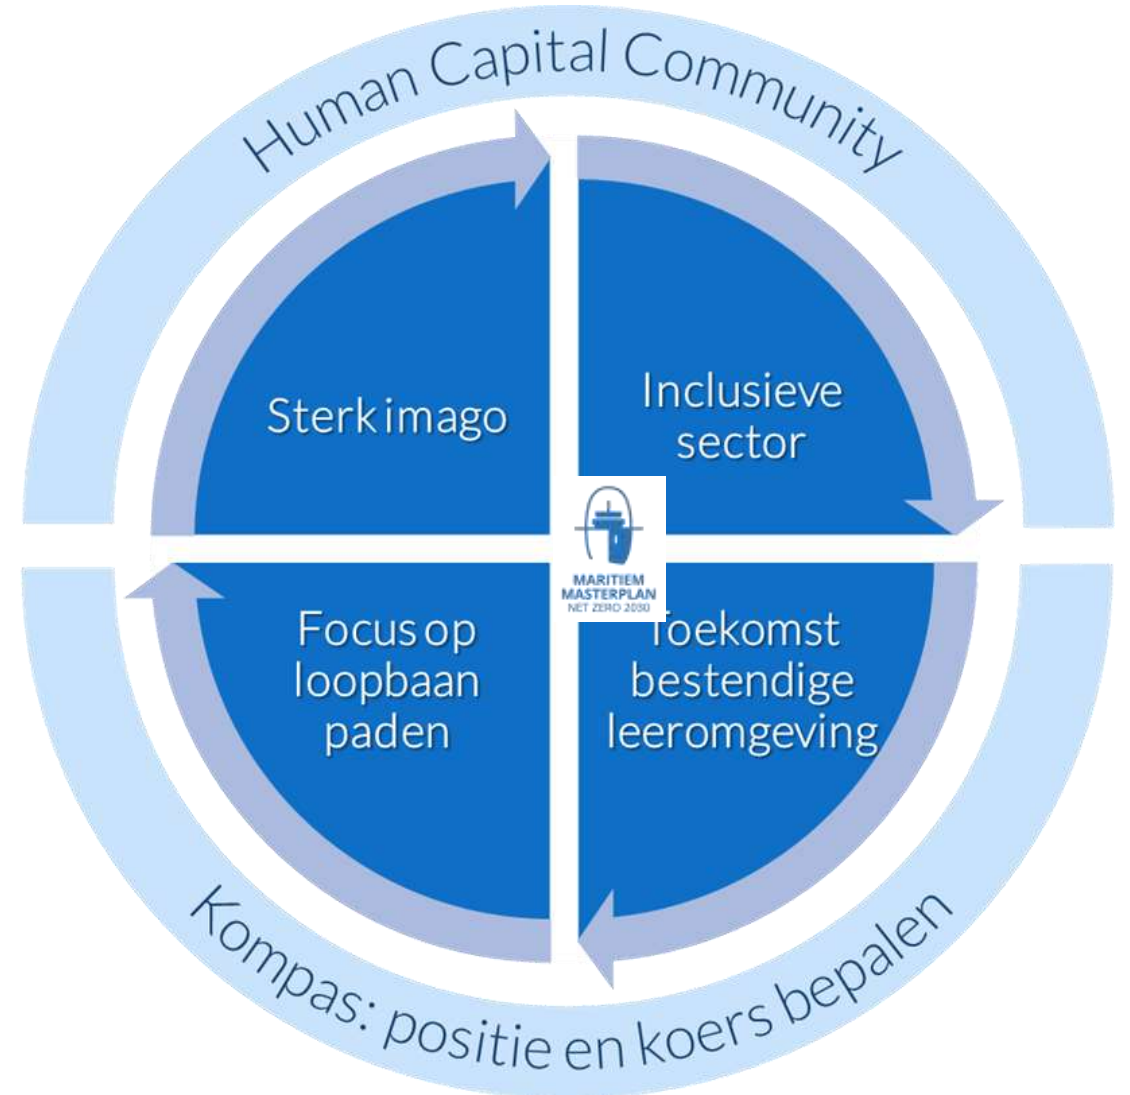 Human Capital Community
Sterk imago
Inclusieve
sector
MARITIEM
MASTERPLAN
NET ZERO 2030
Focus op
loopbaan
paden
Toekomst
bestendige
leeromgeving
Kompas: positie en koers bepalen